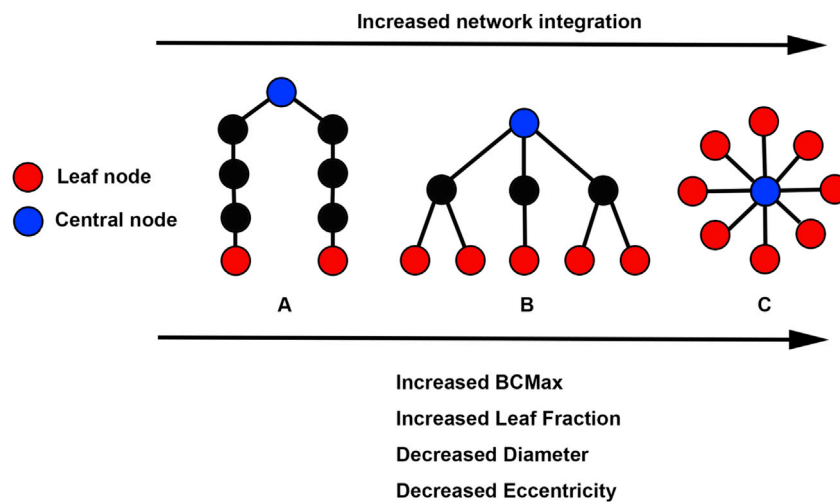 Increased network integration
Leaf node
Central node
A
B
C
Increased BCMax
Increased Leaf Fraction
Decreased Diameter
Decreased Eccentricity